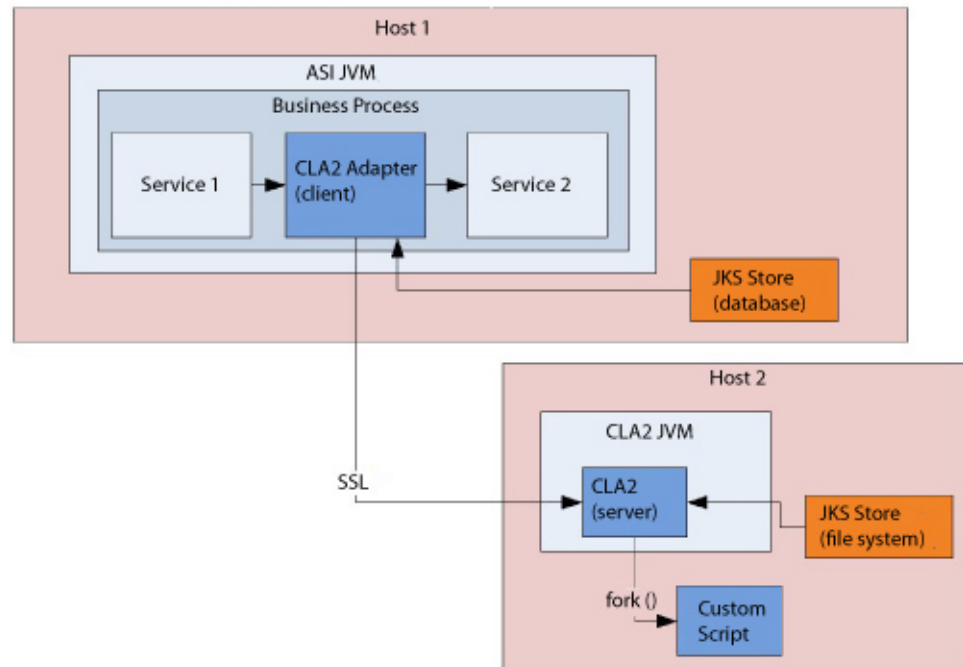 Host 1
ASI JVM
Business Process
Service 1
CLA2 Adapter
(client)
Service 2
JKS Store
(database)
Host 2
CLA2 JVM
SSL
CLA2
(server)
JKS Store
(file system)
fork ()
Custom
Script